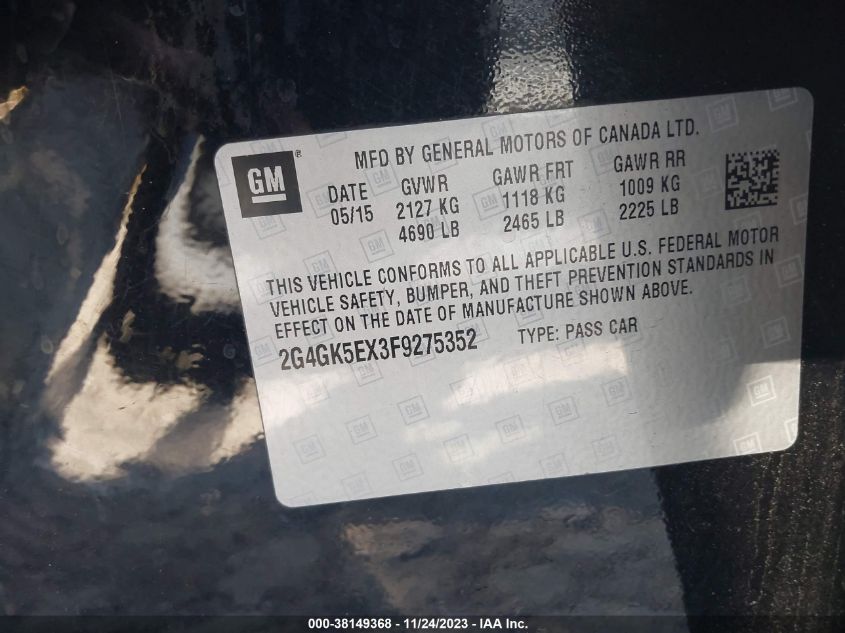 GM ®
MFD BY GENERAL MOTORS OF CANADA LTD.
DATE GVWR GAWR FRT GAWR RR
05/15 2127 KG 1118 KG 1009 KG
4690 LB 2465 LB 2225 LB
THIS VEHICLE CONFORMS TO ALL APPLICABLE U.S. FEDERAL MOTOR
VEHICLE SAFETY, BUMPER, AND THEFT PREVENTION STANDARDS IN
EFFECT ON THE DATE OF MANUFACTURE SHOWN ABOVE.
2G4GK5EX3F9275352 TYPE: PASS CAR
000-38149368 - 11/24/2023 - IAA Holdings, LLC.